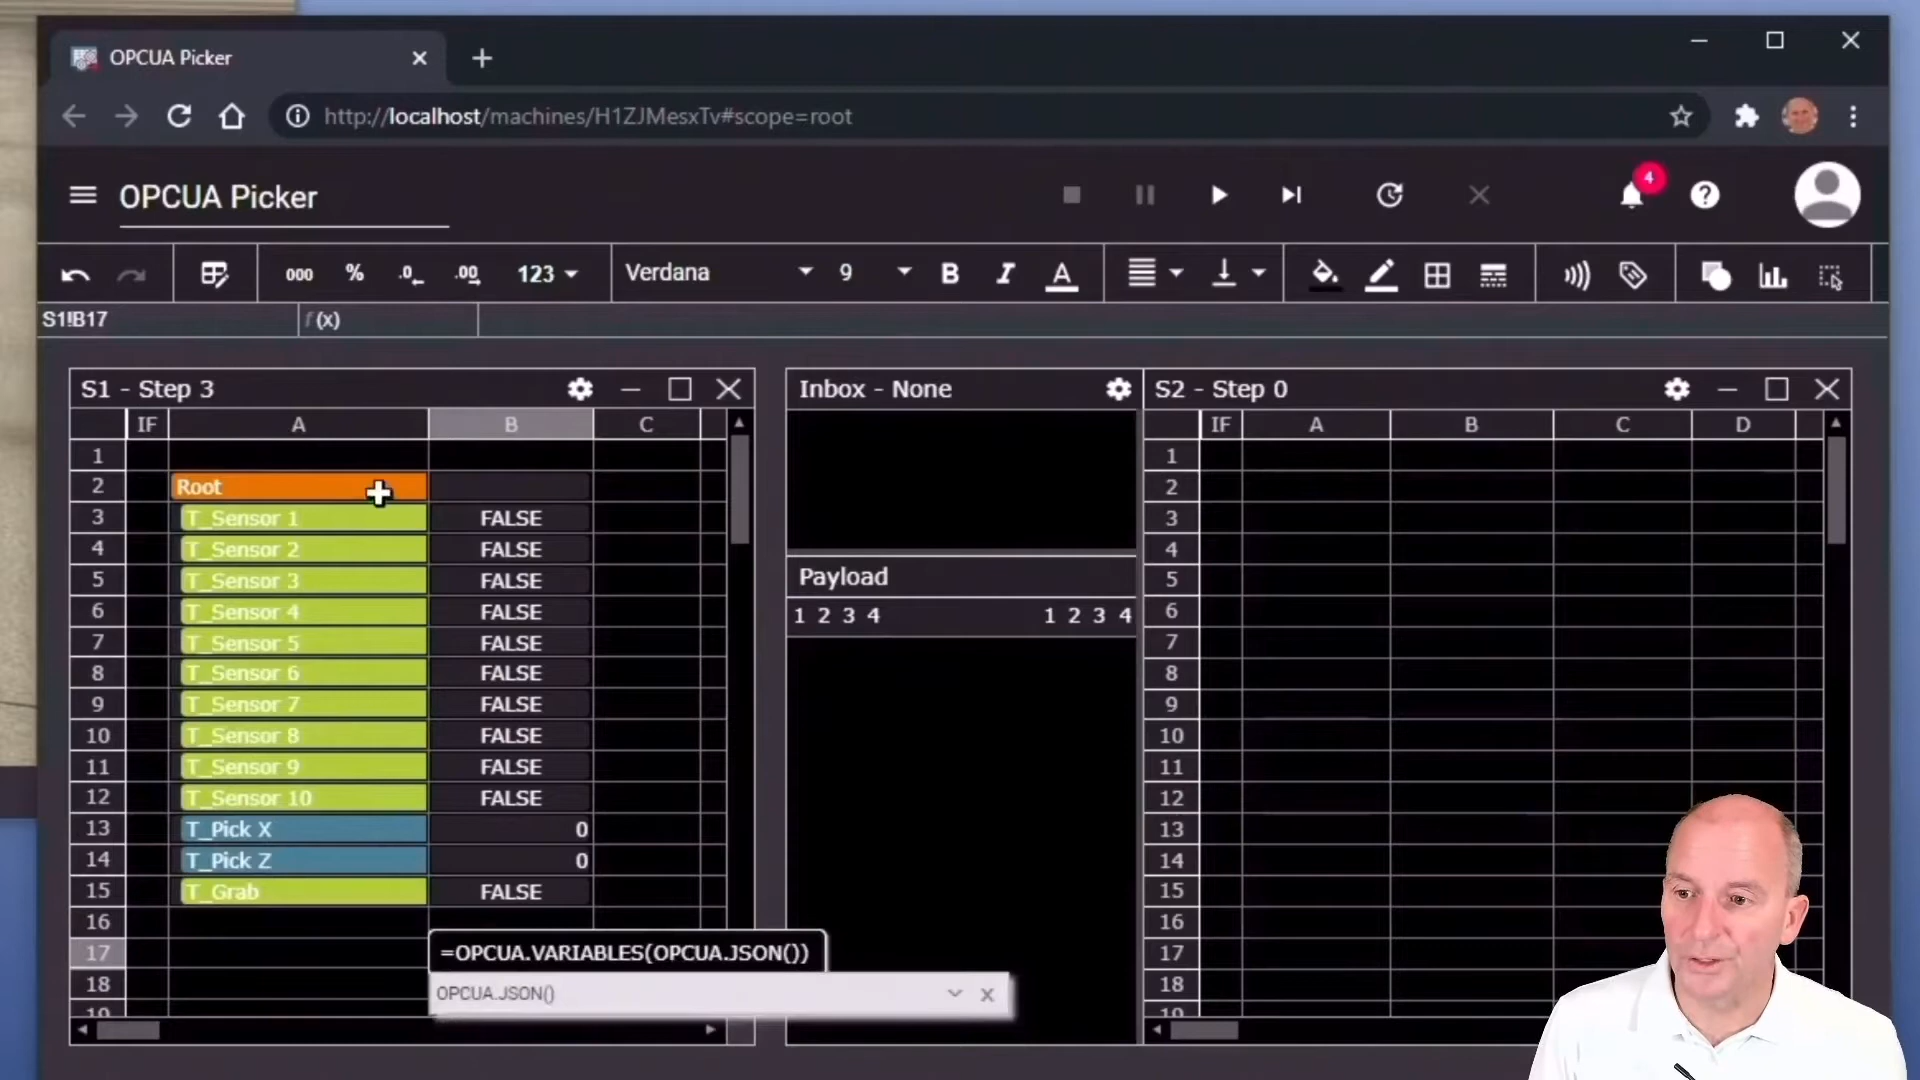 OPCUA Picker
http://localhost/machines/H1ZJMesxTv#scope=root
OPCUA Picker
4
000 % .0 .00 123 Verdana 9 B I A
S1!B17 f(x)
S1 - Step 3
IF A B C
1
2 Root
3 T_Sensor 1 FALSE
4 T_Sensor 2 FALSE
5 T_Sensor 3 FALSE
6 T_Sensor 4 FALSE
7 T_Sensor 5 FALSE
8 T_Sensor 6 FALSE
9 T_Sensor 7 FALSE
10 T_Sensor 8 FALSE
11 T_Sensor 9 FALSE
12 T_Sensor 10 FALSE
13 T_Pick X 0
14 T_Pick Z 0
15 T_Grab FALSE
16
17 =OPCUA.VARIABLES(OPCUA.JSON())
18 OPCUA.JSON()
19
Inbox - None
Payload
1 2 3 4 1 2 3 4
S2 - Step 0
IF A B C D
1
2
3
4
5
6
7
8
9
10
11
12
13
14
15
16
17
18
19